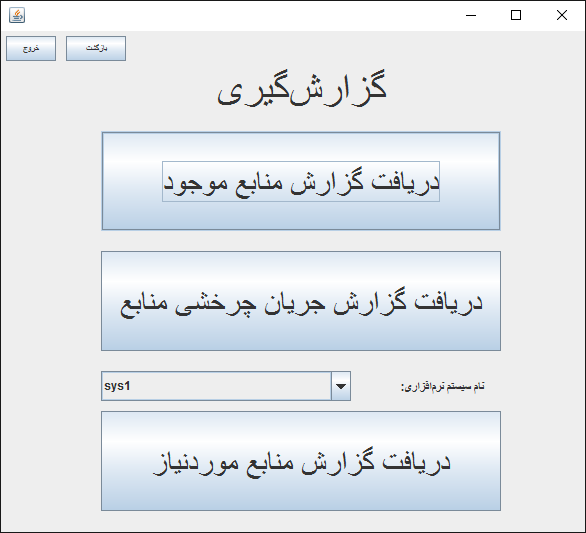 بازگشت
خروج
گزارش‌گیری
دریافت گزارش منابع موجود
دریافت گزارش جریان چرخشی منابع
نام سیستم نرم‌افزاری:
sys1
دریافت گزارش منابع موردنیاز